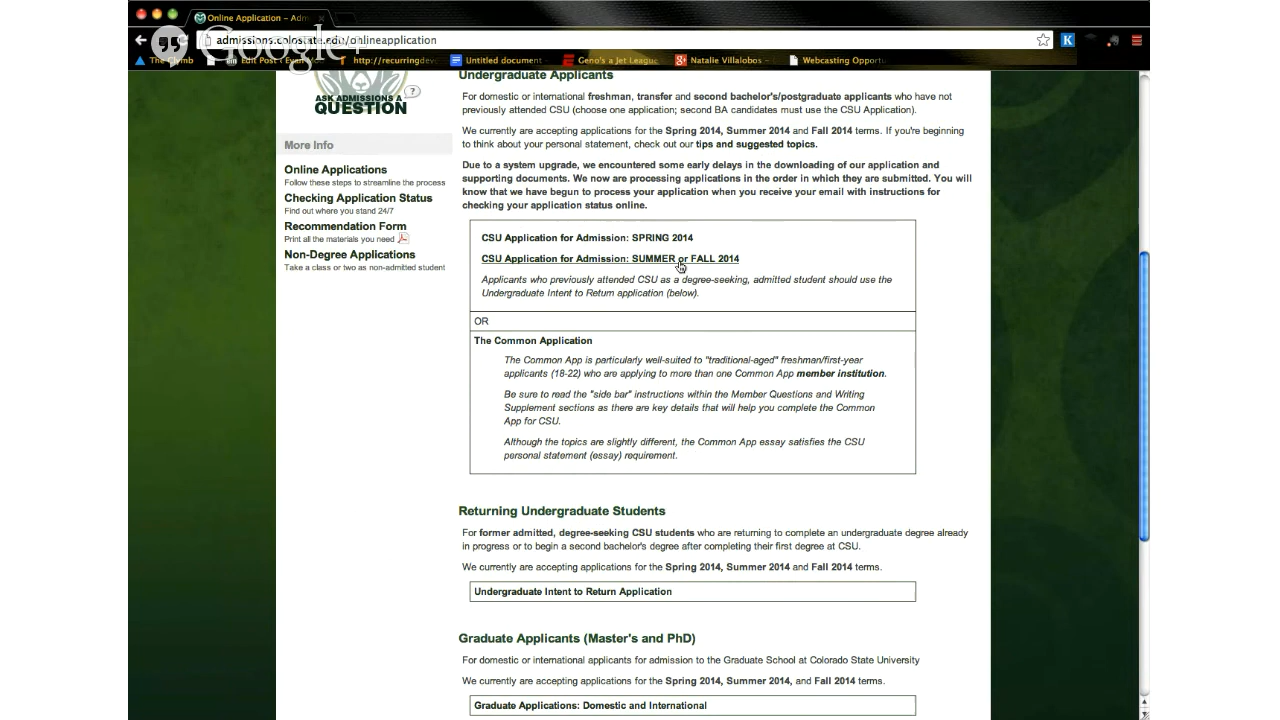 Online Application – Adm
Google+
admissions.colostate.edu/onlineapplication
K
The Clymb
Edit Post ‹ Evan Mo
http://recurringdev
Untitled document
Geno's a Jet League
Natalie Villalobos –
Webcasting Opportu
ASK ADMISSIONS A
QUESTION
?
More Info
Online Applications
Follow these steps to streamline the process
Checking Application Status
Find out where you stand 24/7
Recommendation Form
Print all the materials you need
Non-Degree Applications
Take a class or two as non-admitted student
Undergraduate Applicants
For domestic or international freshman, transfer and second bachelor's/postgraduate applicants who have not
previously attended CSU (choose one application; second BA candidates must use the CSU Application).
We currently are accepting applications for the Spring 2014, Summer 2014 and Fall 2014 terms. If you're beginning
to think about your personal statement, check out our tips and suggested topics.
Due to a system upgrade, we encountered some early delays in the downloading of our application and
supporting documents. We now are processing applications in the order in which they are submitted. You will
know that we have begun to process your application when you receive your email with instructions for
checking your application status online.
CSU Application for Admission: SPRING 2014
CSU Application for Admission: SUMMER or FALL 2014
Applicants who previously attended CSU as a degree-seeking, admitted student should use the
Undergraduate Intent to Return application (below).
OR
The Common Application
The Common App is particularly well-suited to "traditional-aged" freshman/first-year
applicants (18-22) who are applying to more than one Common App member institution.
Be sure to read the "side bar" instructions within the Member Questions and Writing
Supplement sections as there are key details that will help you complete the Common
App for CSU.
Although the topics are slightly different, the Common App essay satisfies the CSU
personal statement (essay) requirement.
Returning Undergraduate Students
For former admitted, degree-seeking CSU students who are returning to complete an undergraduate degree already
in progress or to begin a second bachelor's degree after completing their first degree at CSU.
We currently are accepting applications for the Spring 2014, Summer 2014 and Fall 2014 terms.
Undergraduate Intent to Return Application
Graduate Applicants (Master's and PhD)
For domestic or international applicants for admission to the Graduate School at Colorado State University
We currently are accepting applications for the Spring 2014, Summer 2014, and Fall 2014 terms.
Graduate Applications: Domestic and International